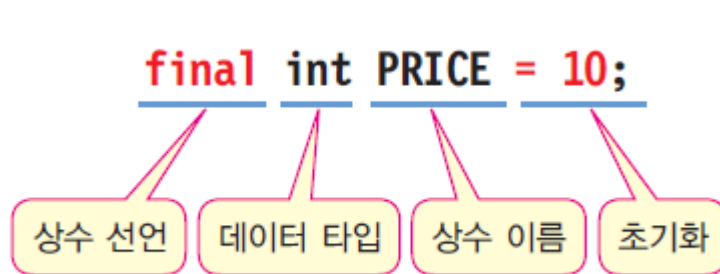 final int PRICE = 10;
상수 선언 데이터 타입 상수 이름 초기화